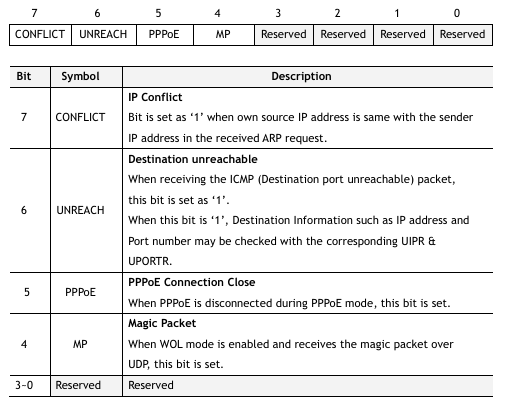 7 6 5 4 3 2 1 0
CONFLICT UNREACH PPPoE MP Reserved Reserved Reserved Reserved
Bit Symbol Description
IP Conflict
7 CONFLICT Bit is set as ‘1’ when own source IP address is same with the sender
IP address in the received ARP request.
Destination unreachable
When receiving the ICMP (Destination port unreachable) packet,
this bit is set as ‘1’.
6 UNREACH When this bit is ‘1’, Destination Information such as IP address and
Port number may be checked with the corresponding UIPR &
UPORTR.
PPPoE Connection Close
5 PPPoE When PPPoE is disconnected during PPPoE mode, this bit is set.
Magic Packet
4 MP When WOL mode is enabled and receives the magic packet over
UDP, this bit is set.
3-0 Reserved Reserved